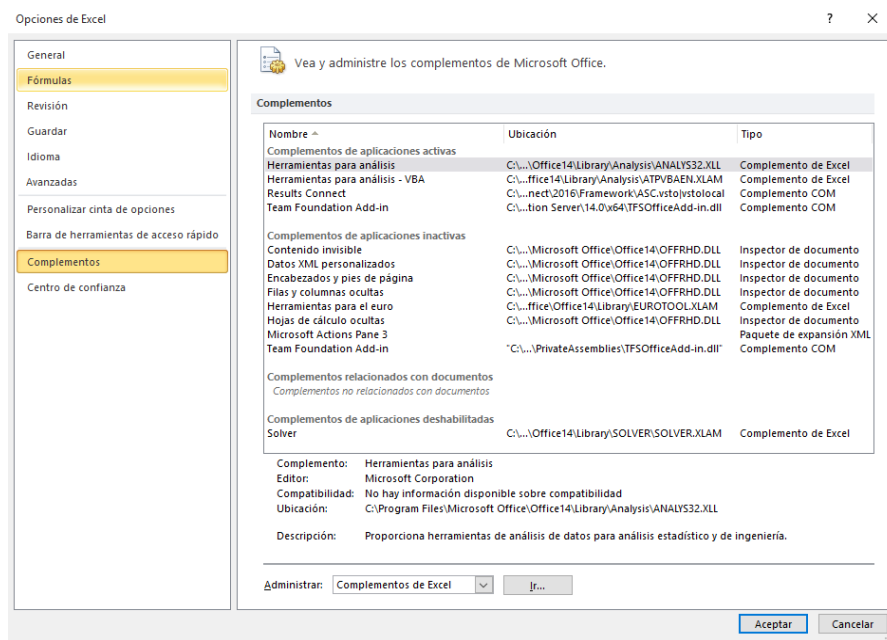 Opciones de Excel
?
General
Fórmulas
Revisión
Guardar
Idioma
Avanzadas
Personalizar cinta de opciones
Barra de herramientas de acceso rápido
Complementos
Centro de confianza
Vea y administre los complementos de Microsoft Office.
Complementos
Nombre Ubicación Tipo
Complementos de aplicaciones activas
Herramientas para análisis C:\...\Office14\Library\Analysis\ANALYS32.XLL Complemento de Excel
Herramientas para análisis - VBA C:\...ffice14\Library\Analysis\ATPVBAEN.XLAM Complemento de Excel
Results Connect C:\...nect\2016\Framework\ASC.vsto|vstolocal Complemento COM
Team Foundation Add-in C:\...tion Server\14.0\x64\TFSOfficeAdd-in.dll Complemento COM
Complementos de aplicaciones inactivas
Contenido invisible C:\...\Microsoft Office\Office14\OFFRHD.DLL Inspector de documento
Datos XML personalizados C:\...\Microsoft Office\Office14\OFFRHD.DLL Inspector de documento
Encabezados y pies de página C:\...\Microsoft Office\Office14\OFFRHD.DLL Inspector de documento
Filas y columnas ocultas C:\...\Microsoft Office\Office14\OFFRHD.DLL Inspector de documento
Herramientas para el euro C:\...ffice\Office14\Library\EUROTOOL.XLAM Complemento de Excel
Hojas de cálculo ocultas C:\...\Microsoft Office\Office14\OFFRHD.DLL Inspector de documento
Microsoft Actions Pane 3 Paquete de expansión XML
Team Foundation Add-in "C:\...\PrivateAssemblies\TFSOfficeAdd-in.dll" Complemento COM
Complementos relacionados con documentos
Complementos no relacionados con documentos
Complementos de aplicaciones deshabilitadas
Solver C:\...\Office14\Library\SOLVER\SOLVER.XLAM Complemento de Excel
Complemento: Herramientas para análisis
Editor: Microsoft Corporation
Compatibilidad: No hay información disponible sobre compatibilidad
Ubicación: C:\Program Files\Microsoft Office\Office14\Library\Analysis\ANALYS32.XLL
Descripción: Proporciona herramientas de análisis de datos para análisis estadístico y de ingeniería.
Administrar: Complementos de Excel Ir...
Aceptar Cancelar